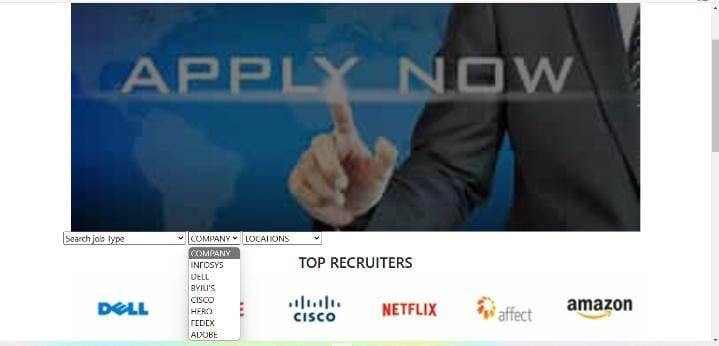 APPLY NOW
Search job Type COMPANY LOCATIONS
COMPANY
INFOSYS
DELL
BYJU'S
CISCO
HERO
FEDEX
ADOBE
TOP RECRUITERS
DELL E CISCO NETFLIX affect amazon